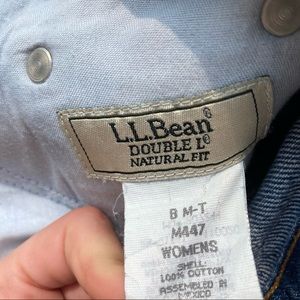 L.L.Bean®
DOUBLE L®
NATURAL FIT
8 M-T
M447
WOMENS
SHELL:
100% COTTON
ASSEMBLED IN
MEXICO